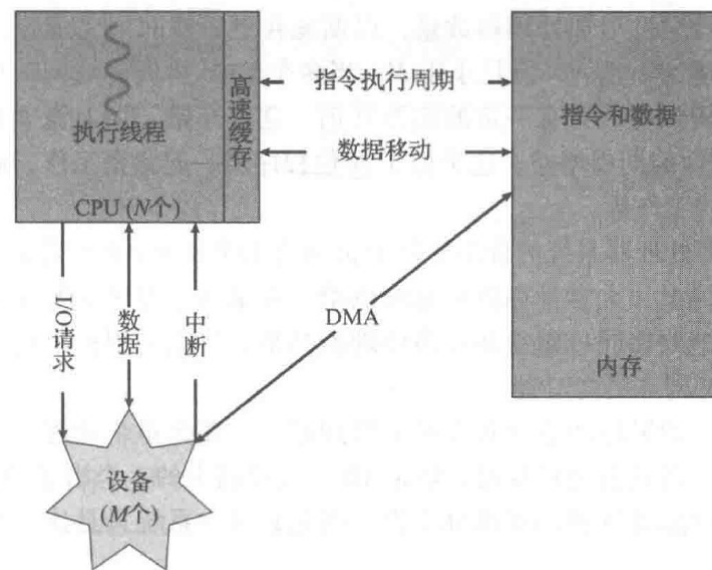 执行线程
高速缓存
CPU (N个)
指令执行周期
数据移动
指令和数据
I/O请求
数据
中断
DMA
内存
设备
(M个)